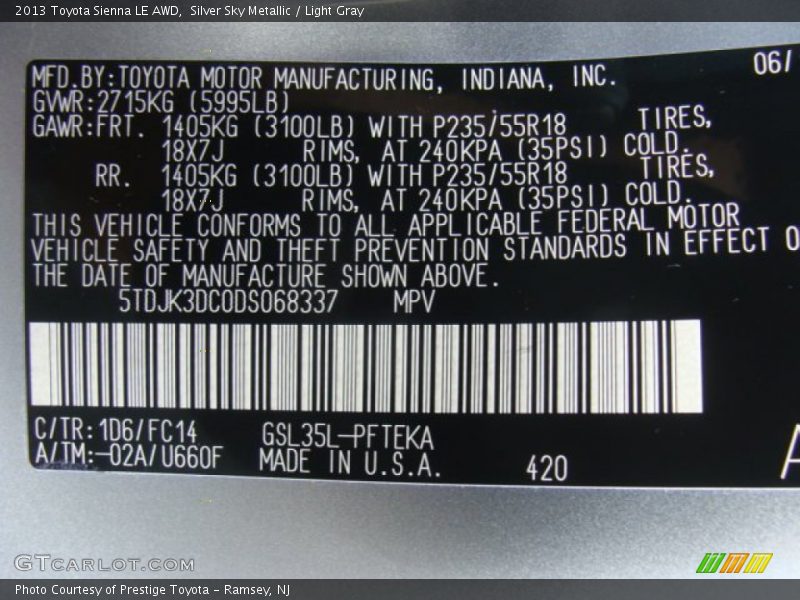 2013 Toyota Sienna LE AWD,  Silver Sky Metallic / Light Gray
06/
MFD.BY:TOYOTA MOTOR MANUFACTURING, INDIANA, INC.
GVWR:2715KG (5995LB)
GAWR:FRT. 1405KG (3100LB) WITH P235/55R18 TIRES,
18X7J RIMS, AT 240KPA (35PSI) COLD.
RR. 1405KG (3100LB) WITH P235/55R18 TIRES,
18X7J RIMS, AT 240KPA (35PSI) COLD.
THIS VEHICLE CONFORMS TO ALL APPLICABLE FEDERAL MOTOR
VEHICLE SAFETY AND THEFT PREVENTION STANDARDS IN EFFECT O
THE DATE OF MANUFACTURE SHOWN ABOVE.
5TDJK3DC0DS068337 MPV
C/TR:1D6/FC14 GSL35L-PFTEKA
A/TM:-02A/U660F MADE IN U.S.A. 420 A
GTCARLOT.COM
Photo Courtesy of Prestige Toyota - Ramsey, NJ